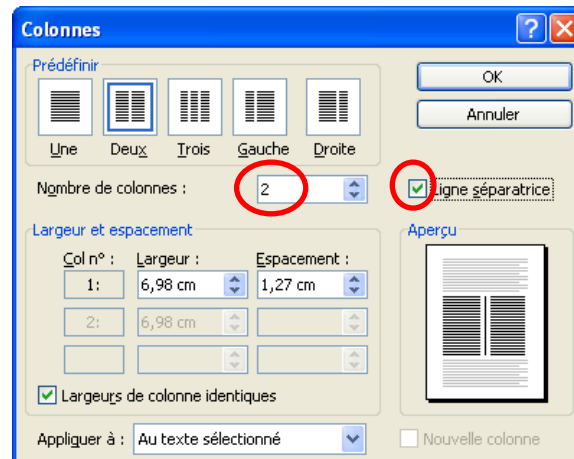 Colonnes
Prédéfinir
OK
Annuler
Une Deux Trois Gauche Droite
Nombre de colonnes : 2
Ligne séparatrice
Largeur et espacement
Aperçu
Col n° : Largeur : Espacement :
1: 6,98 cm 1,27 cm
2: 6,98 cm
Largeurs de colonne identiques
Appliquer à : Au texte sélectionné
Nouvelle colonne